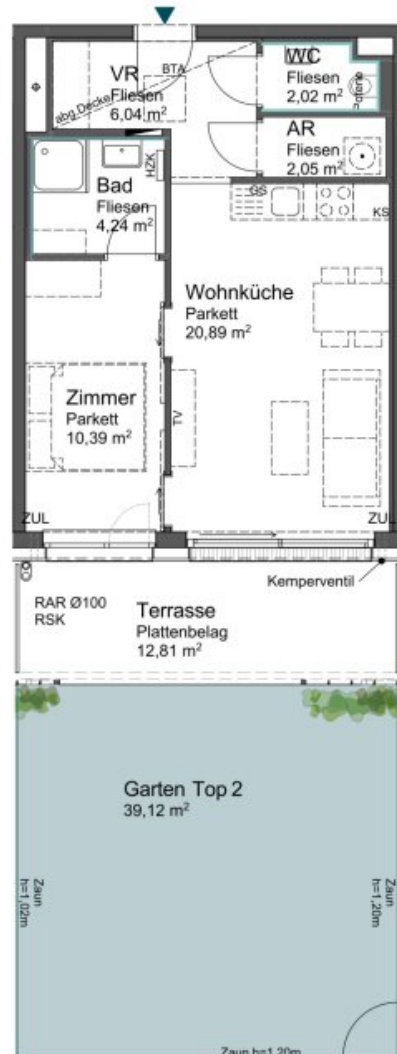 VR
Fliesen
6,04 m²
BTA
abg.Decke
WC
Fliesen
2,02 m²
AR
Fliesen
2,05 m²
Bad
Fliesen
4,24 m²
HZK
GS
KS
Wohnküche
Parkett
20,89 m²
Zimmer
Parkett
10,39 m²
TV
ZUL
ZUL
Kemperventil
RAR Ø100
RSK
Terrasse
Plattenbelag
12,81 m²
Garten Top 2
39,12 m²
Zaun
h=1,02m
Zaun
h=1,20m
Zaun h=1,20m